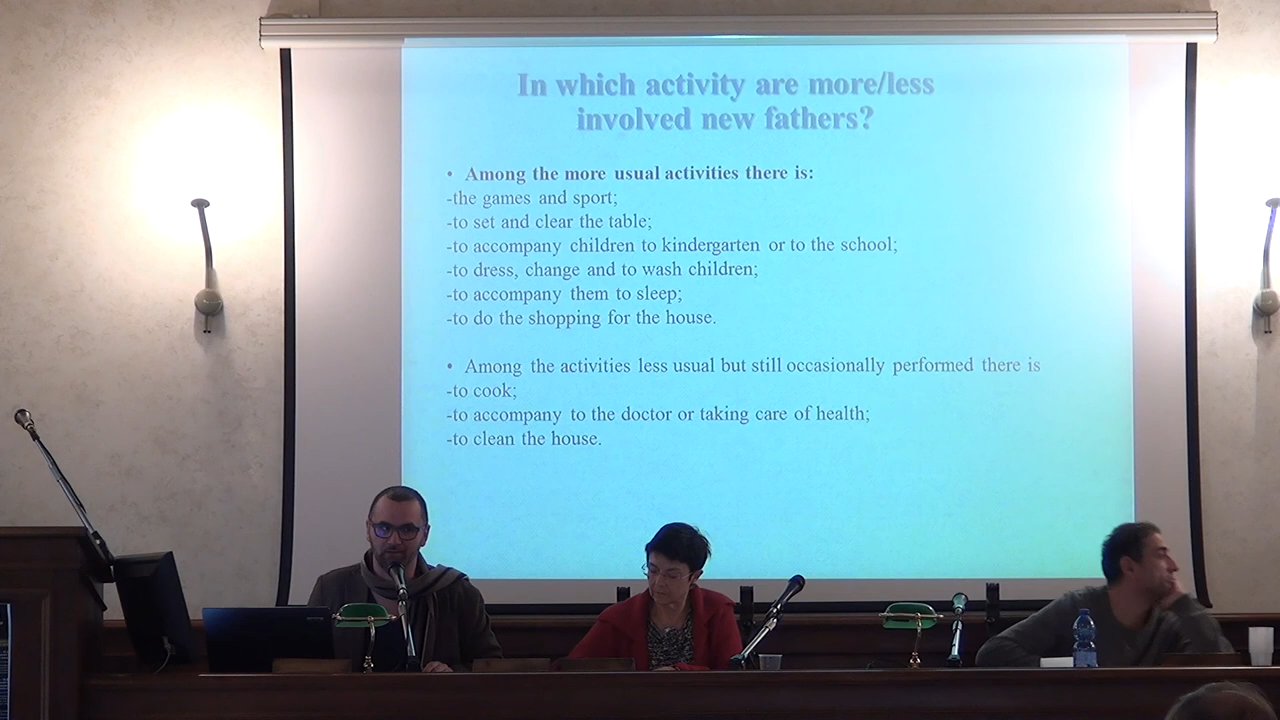 In which activity are more/less
involved new fathers?
• Among the more usual activities there is:
-the games and sport;
-to set and clear the table;
-to accompany children to kindergarten or to the school;
-to dress, change and to wash children;
-to accompany them to sleep;
-to do the shopping for the house.
• Among the activities less usual but still occasionally performed there is
-to cook;
-to accompany to the doctor or taking care of health;
-to clean the house.